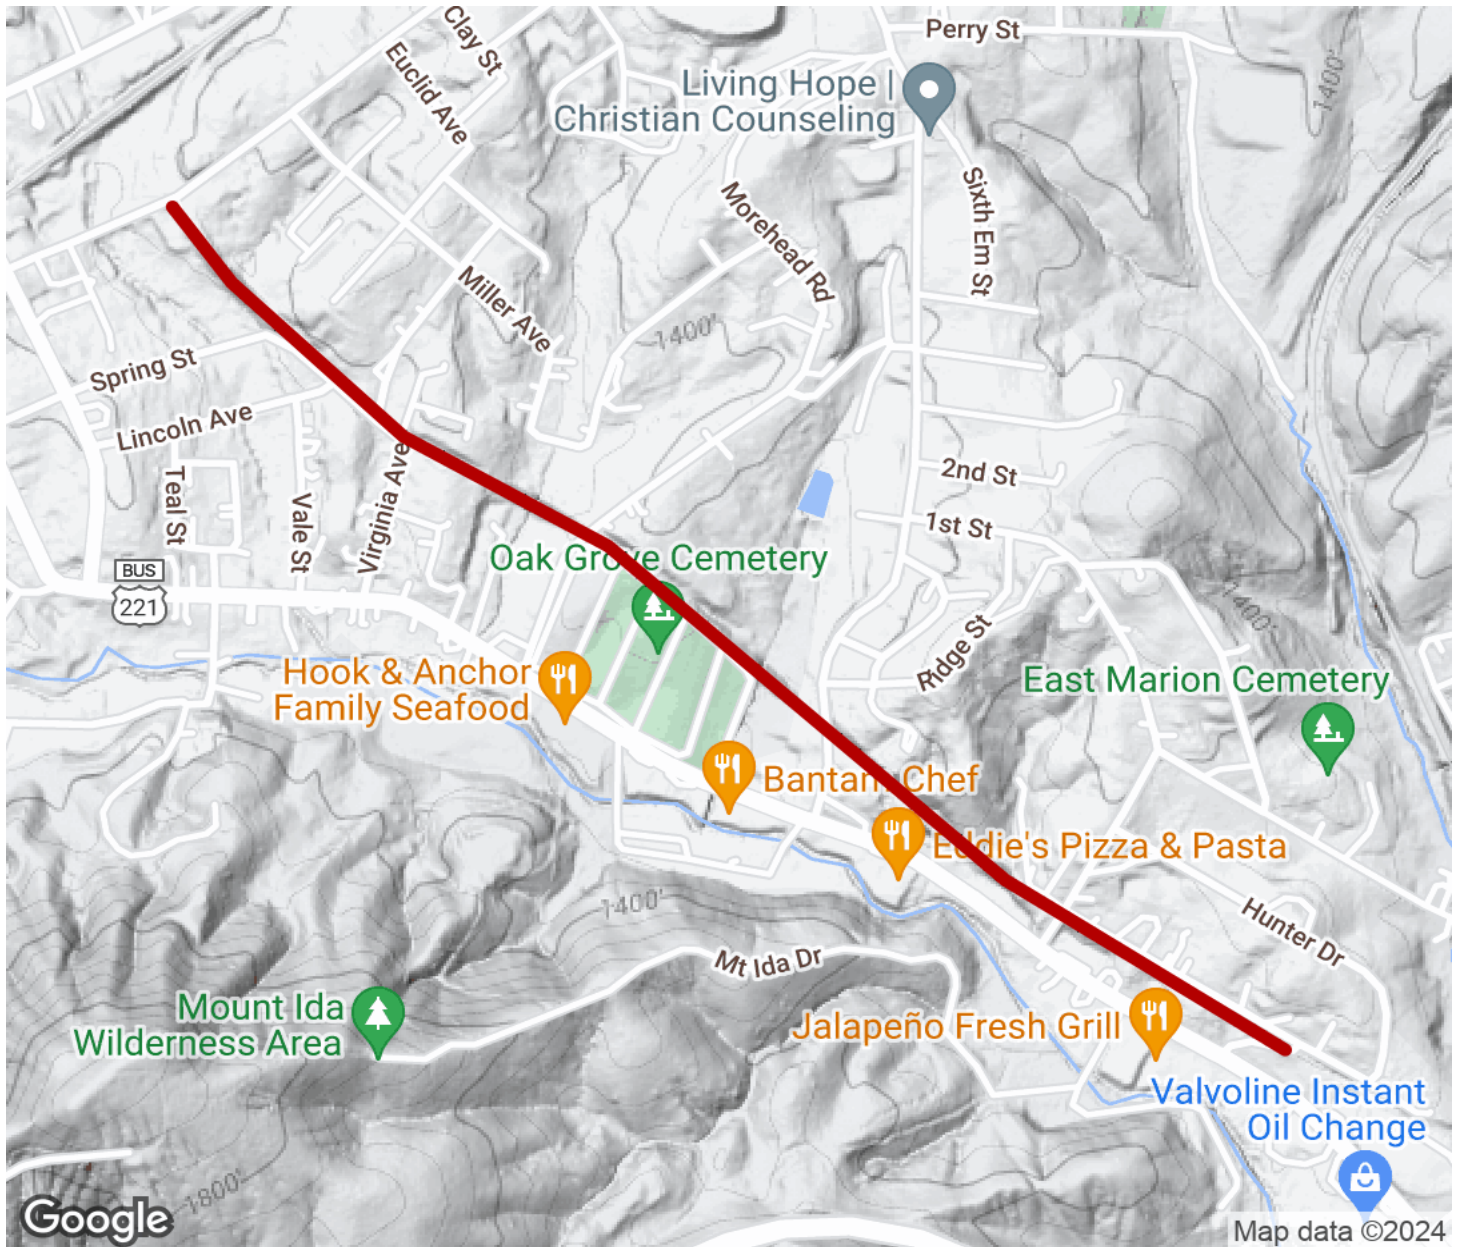 Clay St
Euclid Ave
Perry St
1400'
Living Hope |
Christian Counseling
Morehead Rd
Sixth Em St
Miller Ave
1400'
Spring St
Lincoln Ave
Teal St
Vale St
Virginia Ave
2nd St
1st St
BUS
221
Oak Grove Cemetery
1400'
Ridge St
Hook & Anchor
Family Seafood
East Marion Cemetery
Bantam Chef
Eddie's Pizza & Pasta
1400'
Hunter Dr
Mt Ida Dr
Mount Ida
Wilderness Area
Jalapeño Fresh Grill
Valvoline Instant
Oil Change
1800'
Google
Map data ©2024